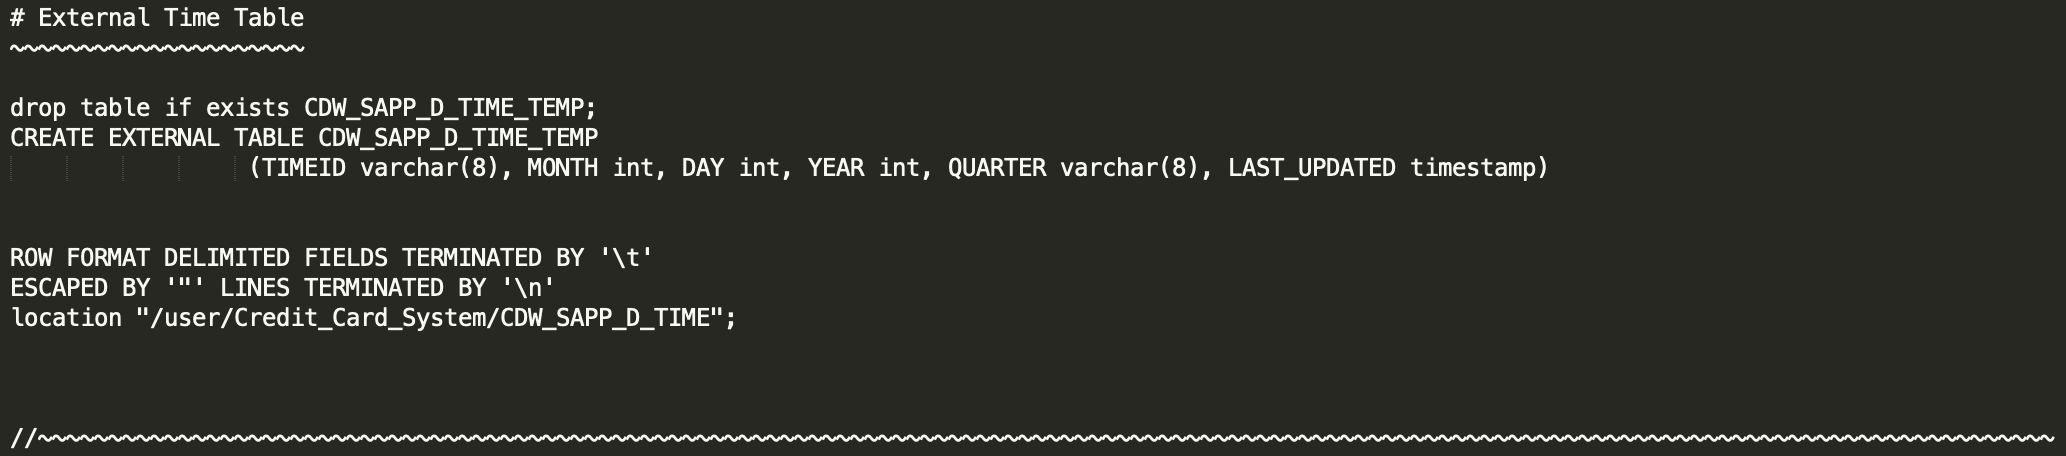 # External Time Table
~~~~~~~~~~~~~~~~~~~~~
drop table if exists CDW_SAPP_D_TIME_TEMP;
CREATE EXTERNAL TABLE CDW_SAPP_D_TIME_TEMP
(TIMEID varchar(8), MONTH int, DAY int, YEAR int, QUARTER varchar(8), LAST_UPDATED timestamp)
ROW FORMAT DELIMITED FIELDS TERMINATED BY '\t'
ESCAPED BY '"' LINES TERMINATED BY '\n'
location "/user/Credit_Card_System/CDW_SAPP_D_TIME";
//~~~~~~~~~~~~~~~~~~~~~~~~~~~~~~~~~~~~~~~~~~~~~~~~~~~~~~~~~~~~~~~~~~~~~~~~~~~~~~~~~~~~~~~~~~~~~~~~~~~~~~~~~~~~~~~~~~~~~~~~~~~~~~~~~~~~~~~~~~~~~~~~